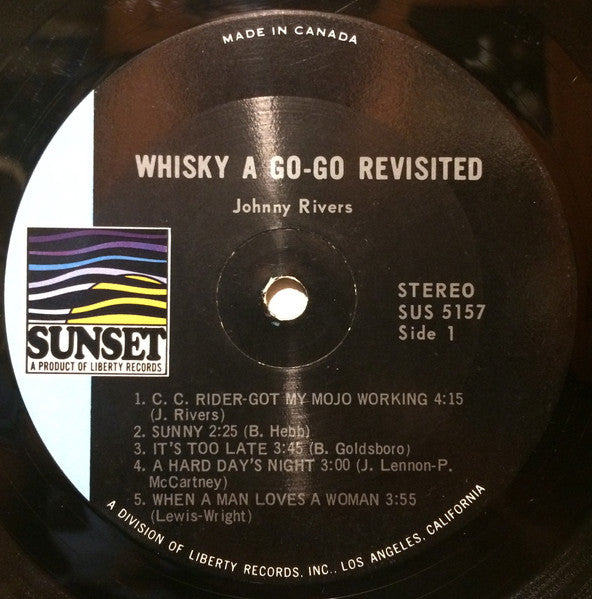 MADE IN CANADA
WHISKY A GO-GO REVISITED
Johnny Rivers
STEREO
SUS 5157
Side 1
SUNSET
A PRODUCT OF LIBERTY RECORDS
1. C. C. RIDER-GOT MY MOJO WORKING 4:15
(J. Rivers)
2. SUNNY 2:25 (B. Hebb)
3. IT'S TOO LATE 3:45 (B. Goldsboro)
4. A HARD DAY'S NIGHT 3:00 (J. Lennon-P.
McCartney)
5. WHEN A MAN LOVES A WOMAN 3:55
(Lewis-Wright)
A DIVISION OF LIBERTY RECORDS, INC., LOS ANGELES, CALIFORNIA